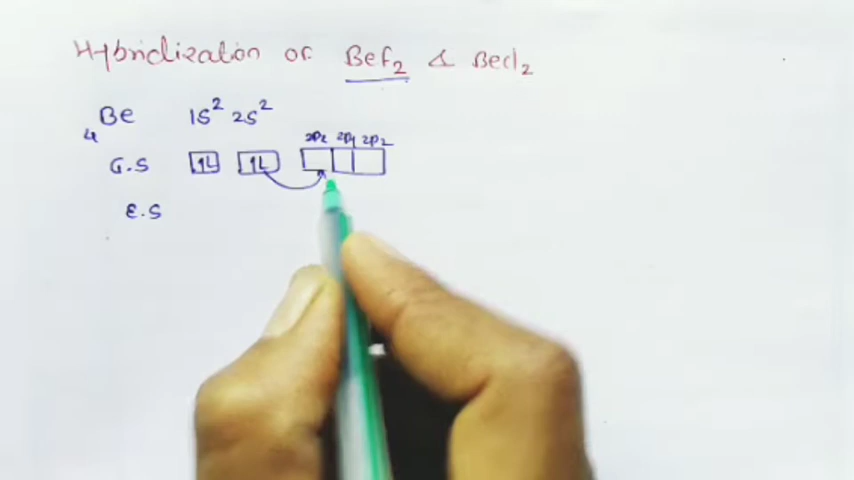 Hybridization of BeF2 & BeCl2
4Be 1s² 2s²
2Px 2Py 2Pz
G.S 1L 1L
E.S